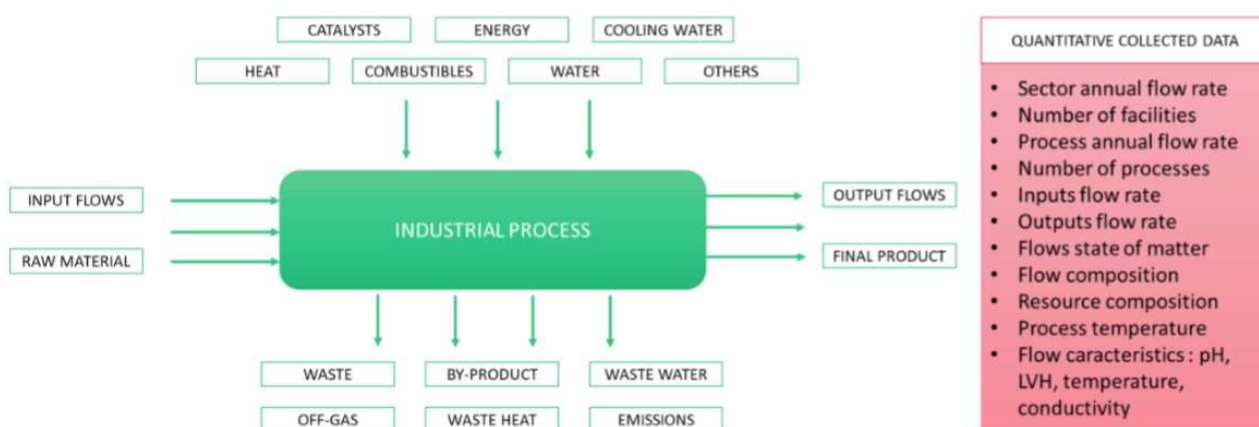 CATALYSTS
ENERGY
COOLING WATER
HEAT
COMBUSTIBLES
WATER
OTHERS
INPUT FLOWS
RAW MATERIAL
INDUSTRIAL PROCESS
OUTPUT FLOWS
FINAL PRODUCT
WASTE
BY-PRODUCT
WASTE WATER
OFF-GAS
WASTE HEAT
EMISSIONS
QUANTITATIVE COLLECTED DATA
• Sector annual flow rate
• Number of facilities
• Process annual flow rate
• Number of processes
• Inputs flow rate
• Outputs flow rate
• Flows state of matter
• Flow composition
• Resource composition
• Process temperature
• Flow caracteristics : pH,
LVH, temperature,
conductivity